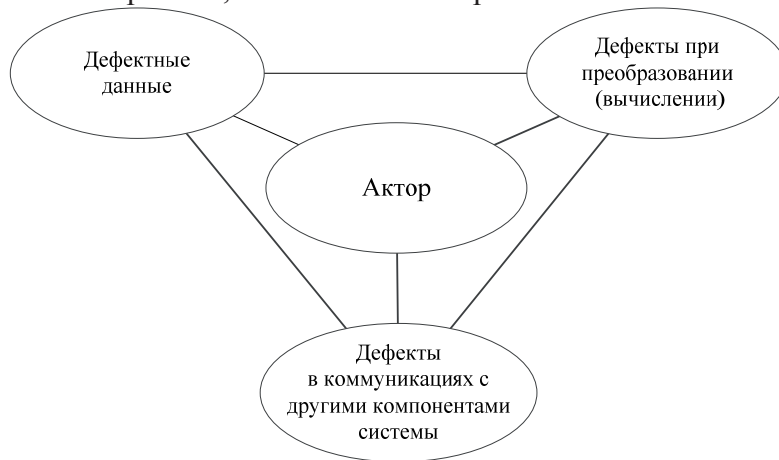 Дефектные
данные
Дефекты при
преобразовании
(вычислении)
Актор
Дефекты
в коммуникациях с
другими компонентами
системы